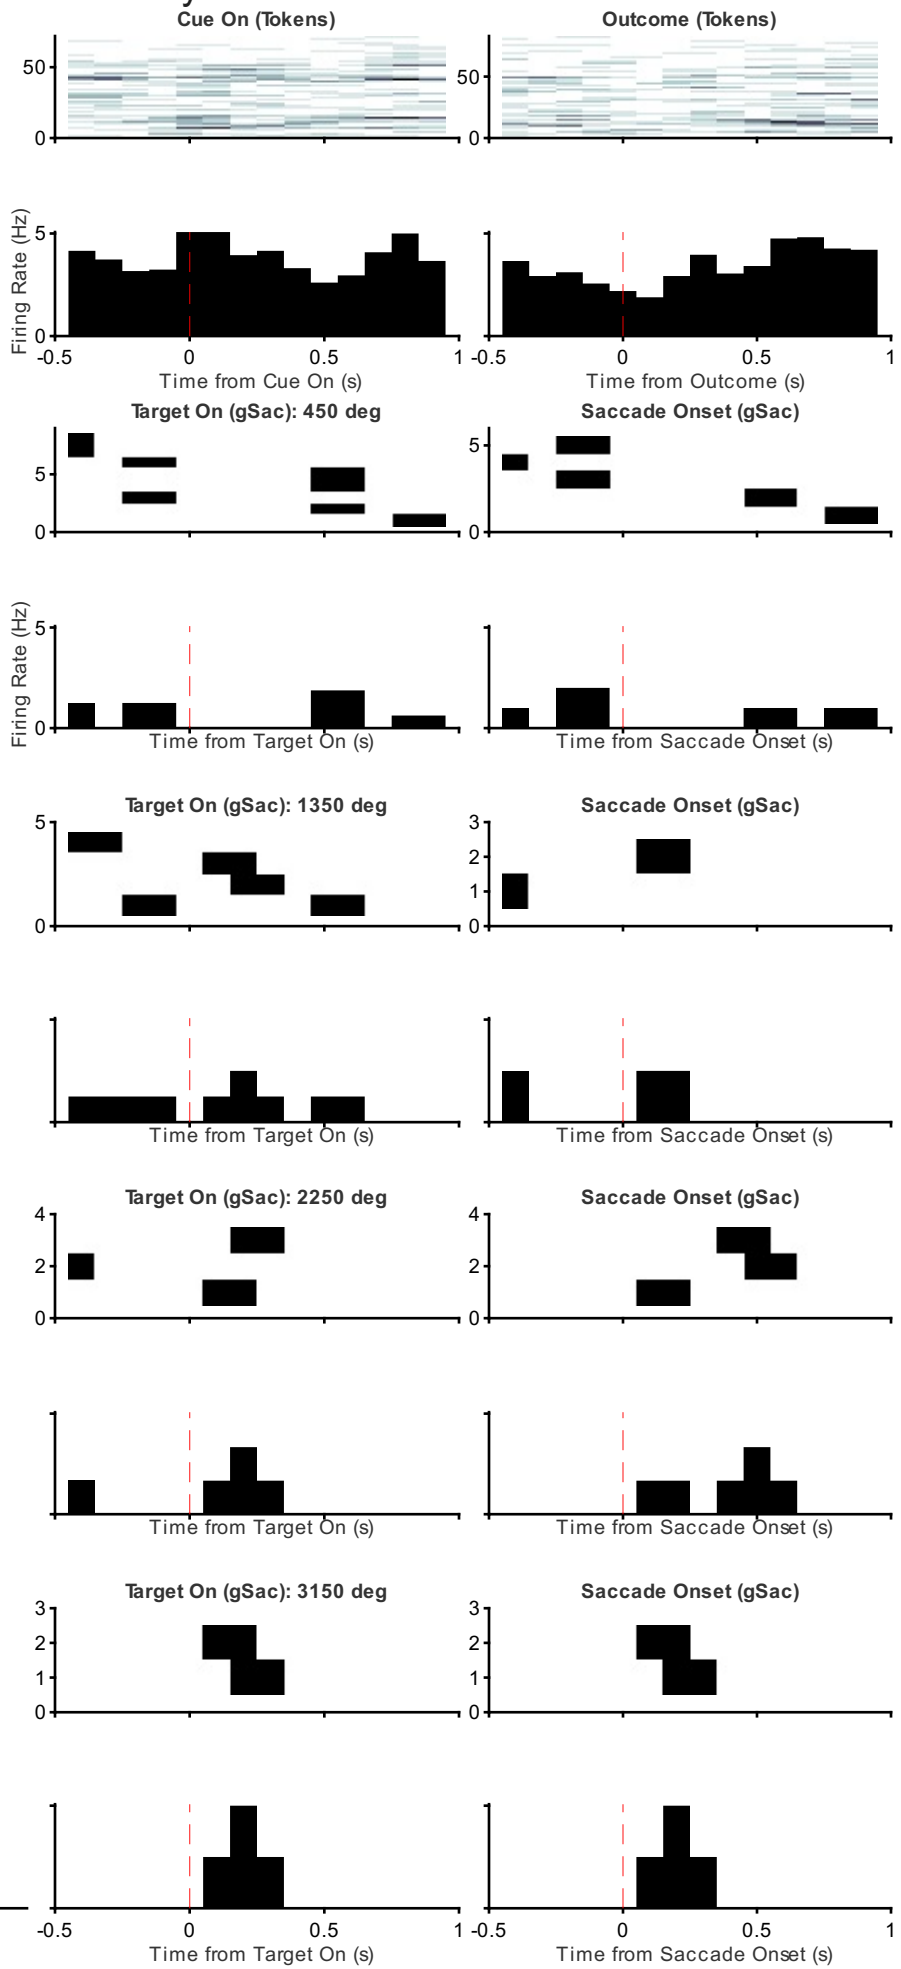 Cue On (Tokens) Outcome (Tokens)
50 50
0 0
Firing Rate (Hz)
5
0
-0.5 0 0.5 1 -0.5 0 0.5 1
Time from Cue On (s) Time from Outcome (s)
Target On (gSac): 450 deg Saccade Onset (gSac)
5 5
0 0
Firing Rate (Hz)
5
0
Time from Target On (s) Time from Saccade Onset (s)
Target On (gSac): 1350 deg Saccade Onset (gSac)
5 3
2
1
0 0
Time from Target On (s) Time from Saccade Onset (s)
Target On (gSac): 2250 deg Saccade Onset (gSac)
4 4
2 2
0 0
Time from Target On (s) Time from Saccade Onset (s)
Target On (gSac): 3150 deg Saccade Onset (gSac)
3 3
2 2
1 1
0 0
-0.5 0 0.5 1 -0.5 0 0.5 1
Time from Target On (s) Time from Saccade Onset (s)